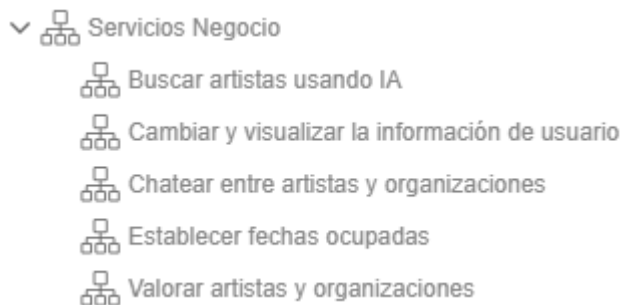 Servicios Negocio
Buscar artistas usando IA
Cambiar y visualizar la información de usuario
Chatear entre artistas y organizaciones
Establecer fechas ocupadas
Valorar artistas y organizaciones